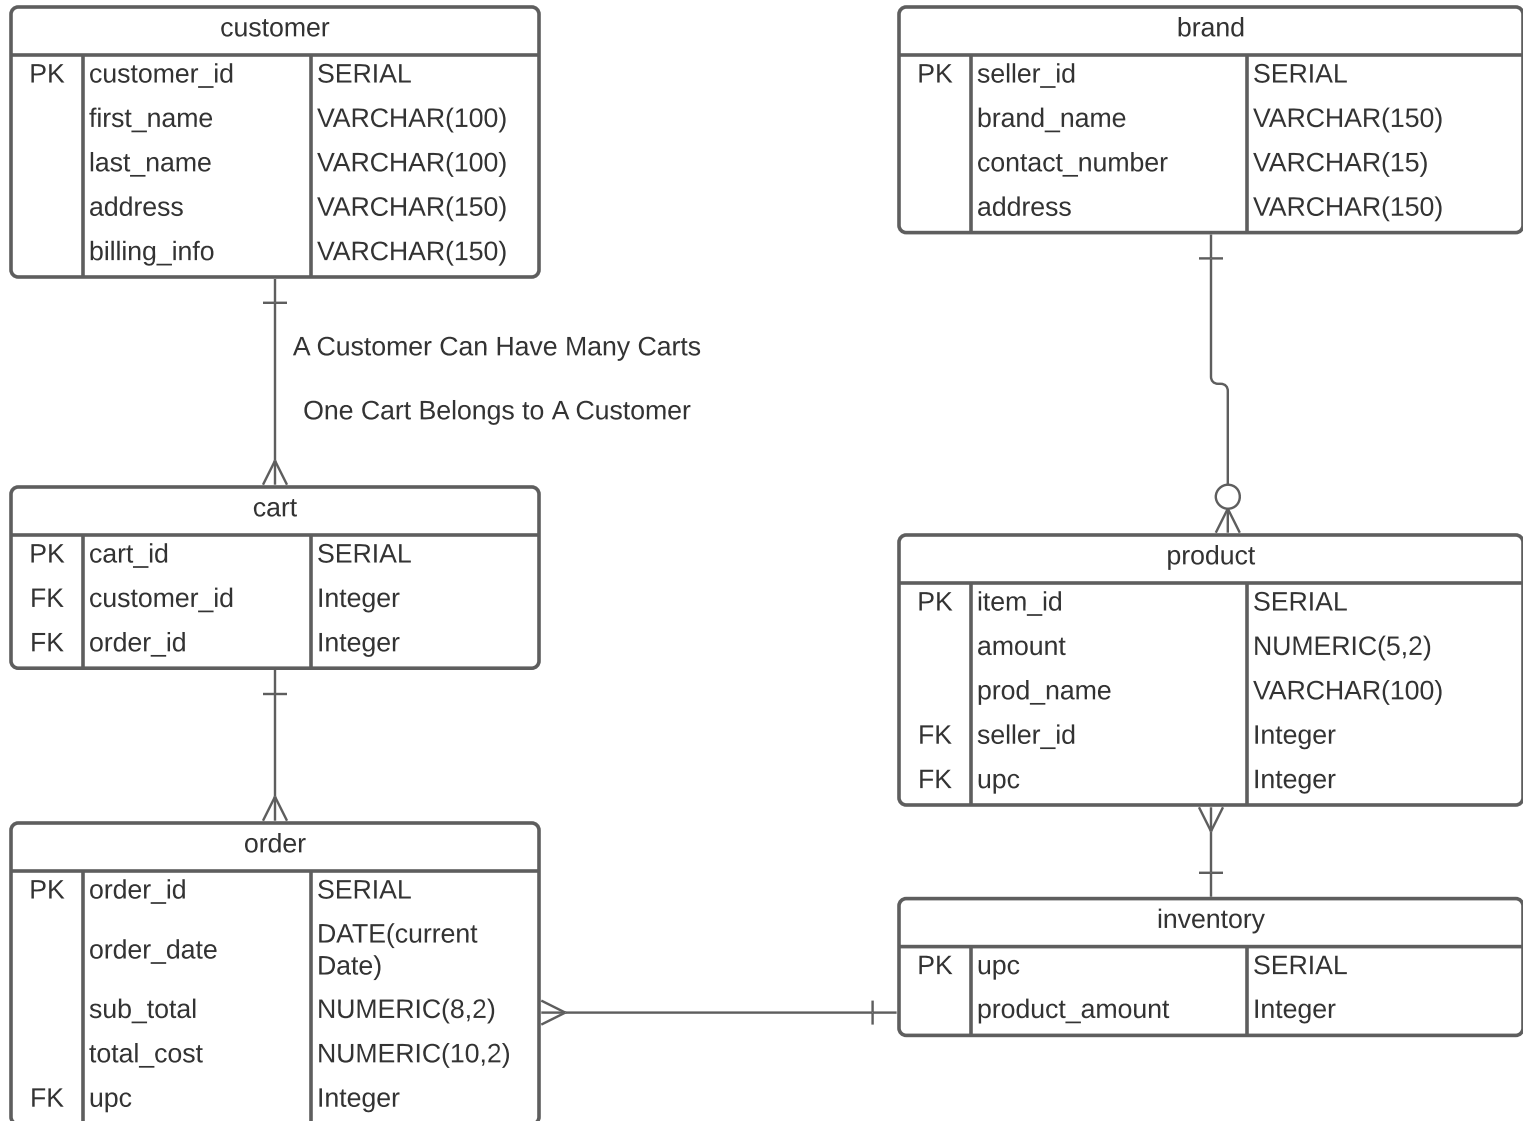 customer
PK customer_id SERIAL
first_name VARCHAR(100)
last_name VARCHAR(100)
address VARCHAR(150)
billing_info VARCHAR(150)
A Customer Can Have Many Carts
One Cart Belongs to A Customer
cart
PK cart_id SERIAL
FK customer_id Integer
FK order_id Integer
order
PK order_id SERIAL
order_date DATE(current
Date)
sub_total NUMERIC(8,2)
total_cost NUMERIC(10,2)
FK upc Integer
brand
PK seller_id SERIAL
brand_name VARCHAR(150)
contact_number VARCHAR(15)
address VARCHAR(150)
product
PK item_id SERIAL
amount NUMERIC(5,2)
prod_name VARCHAR(100)
FK seller_id Integer
FK upc Integer
inventory
PK upc SERIAL
product_amount Integer